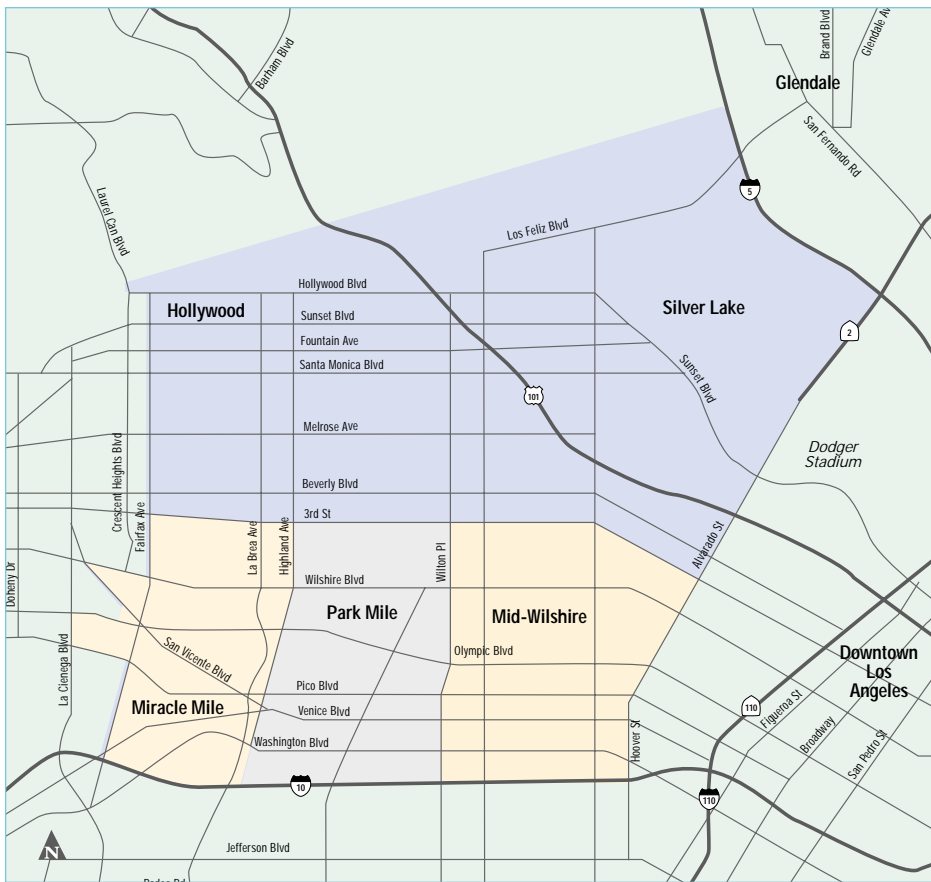 Barham Blvd
Brand Blvd
Glendale Av
Glendale
San Fernando Rd
5
Laurel Can Blvd
Los Feliz Blvd
Hollywood Blvd
Hollywood
Silver Lake
Sunset Blvd
2
Fountain Ave
Santa Monica Blvd
Sunset Blvd
101
Melrose Ave
Dodger
Stadium
Crescent Heights Blvd
Beverly Blvd
3rd St
Fairfax Ave
La Brea Ave
Highland Ave
Wilton Pl
Alvarado St
Doheny Dr
Wilshire Blvd
Park Mile
Mid-Wilshire
San Vicente Blvd
Olympic Blvd
Downtown
Los
Angeles
La Cienega Blvd
Pico Blvd
Miracle Mile
Venice Blvd
110
Figueroa St
Broadway
San Pedro St
Washington Blvd
Hoover St
10
110
N
Jefferson Blvd